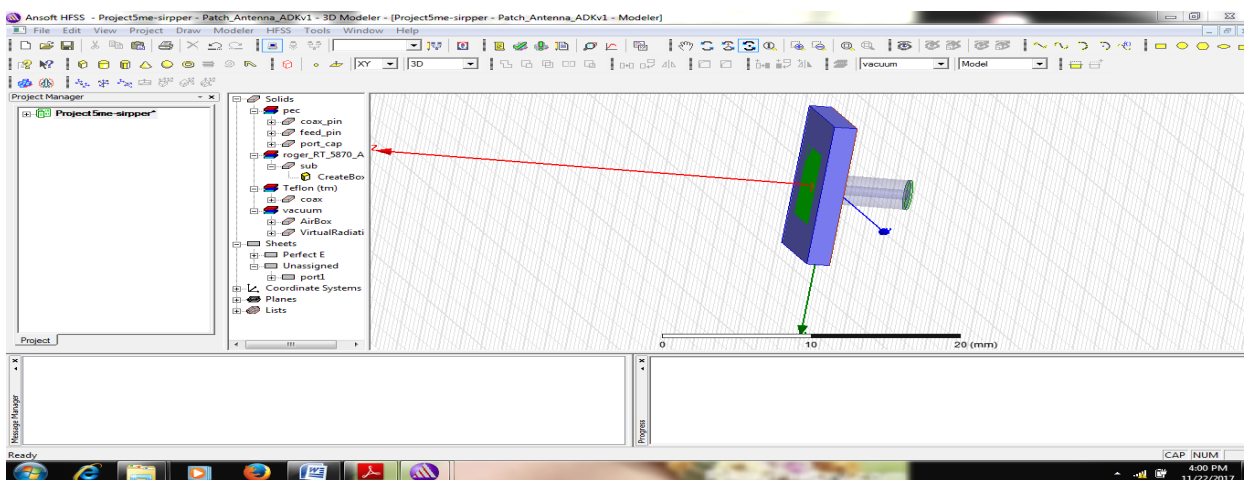 Ansoft HFSS - Project5me-sirpper - Patch_Antenna_ADKv1 - 3D Modeler - [Project5me-sirpper - Patch_Antenna_ADKv1 - Modeler]
File Edit View Project Draw Modeler HFSS Tools Window Help
XY 3D vacuum Model
Project Manager
Project5me-sirpper*
Project
Solids
pec
coax_pin
feed_pin
port_cap
roger_RT_5870_A
sub
CreateBo
Teflon (tm)
coax
vacuum
AirBox
VirtualRadiati
Sheets
Perfect E
Unassigned
port1
Coordinate Systems
Planes
Lists
Z
0 10 20 (mm)
Message Manager
Progress
Ready
CAP NUM
4:00 PM
11/22/2017